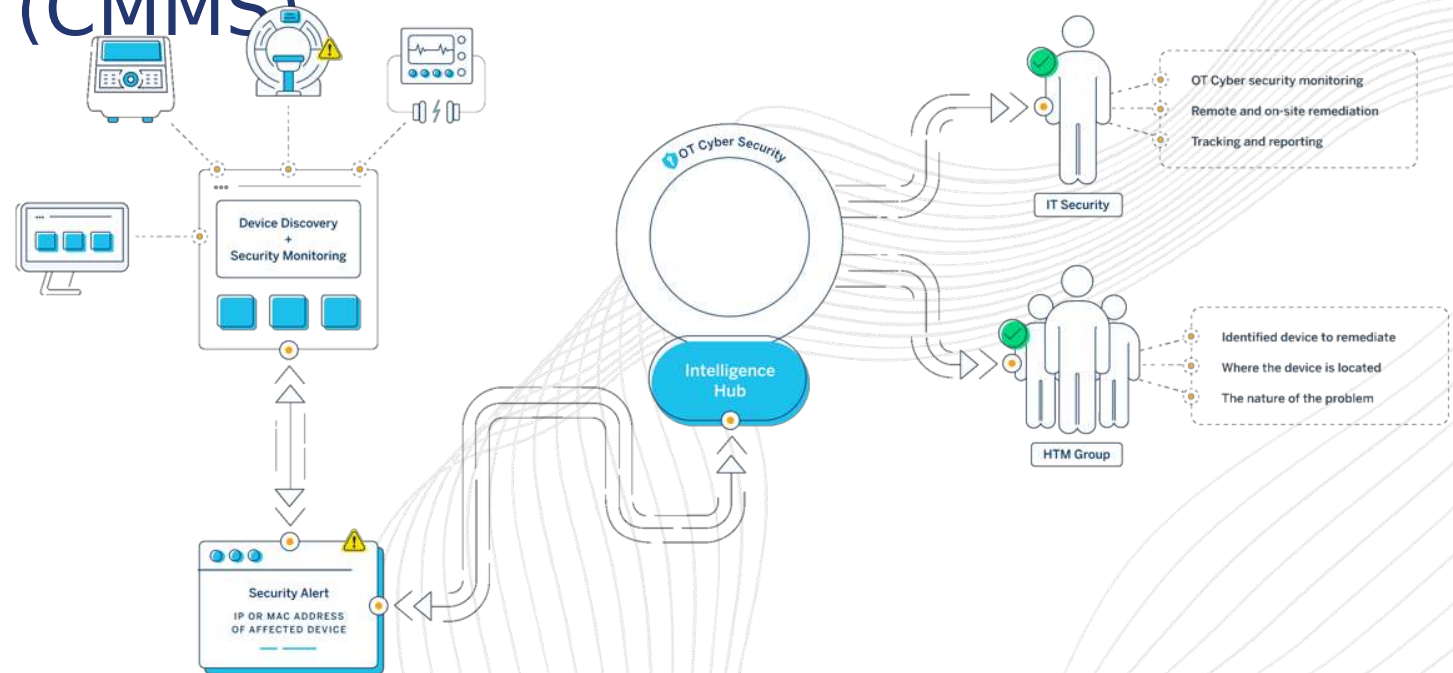 (CMMS)
Device Discovery
+
Security Monitoring
Security Alert
IP OR MAC ADDRESS
OF AFFECTED DEVICE
OT Cyber Security
Intelligence
Hub
IT Security
OT Cyber security monitoring
Remote and on-site remediation
Tracking and reporting
HTM Group
Identified device to remediate
Where the device is located
The nature of the problem